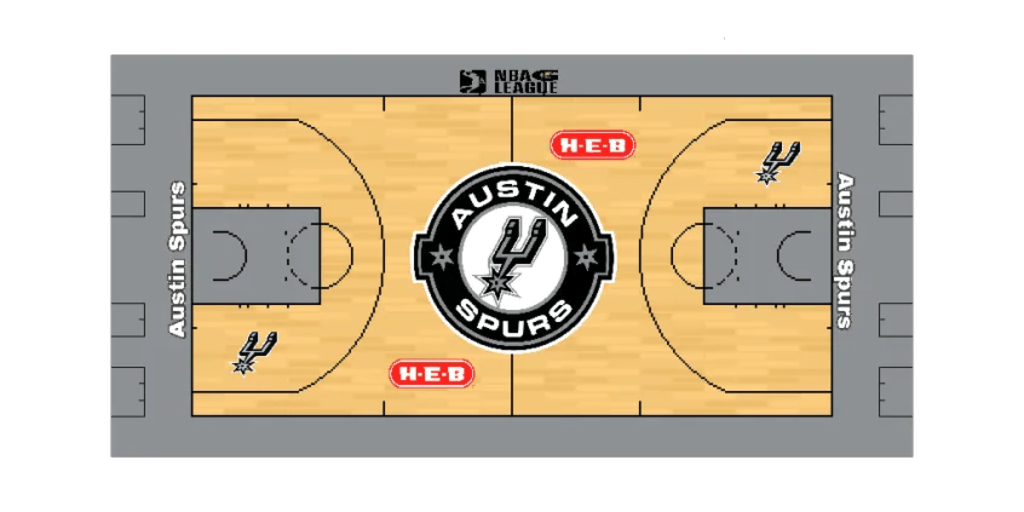 NBA G
LEAGUE
H·E·B
AUSTIN
SPURS
Austin Spurs
Austin Spurs
H·E·B